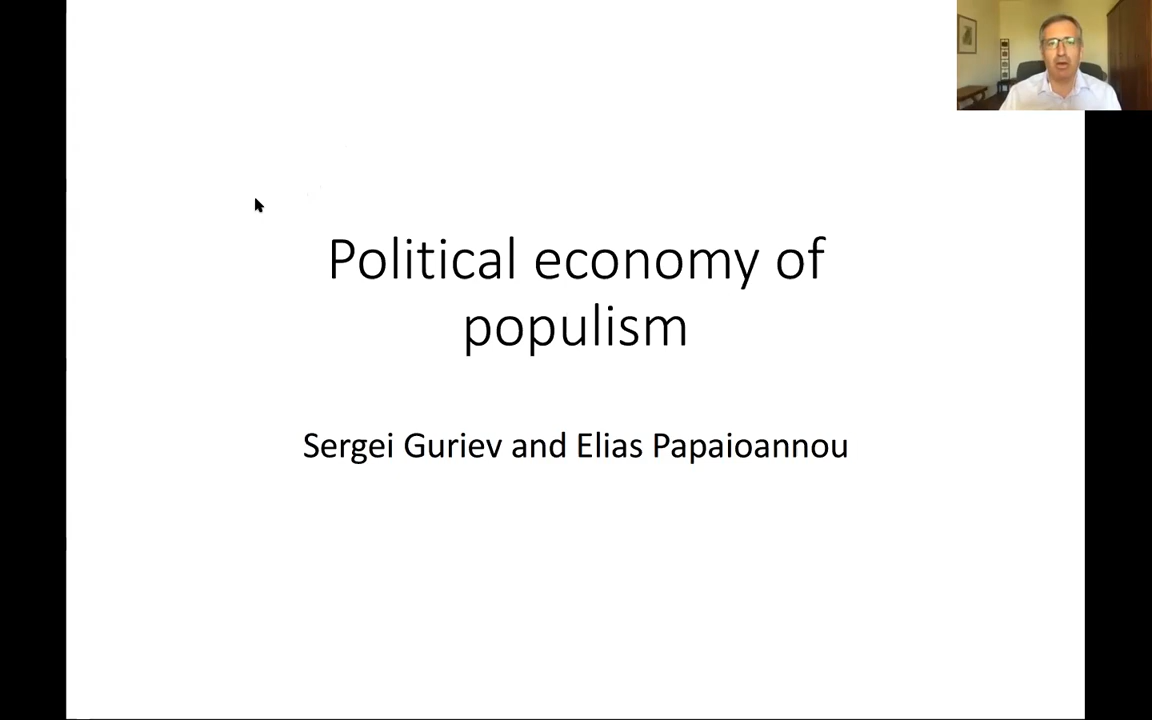 Political economy of
populism
Sergei Guriev and Elias Papaioannou